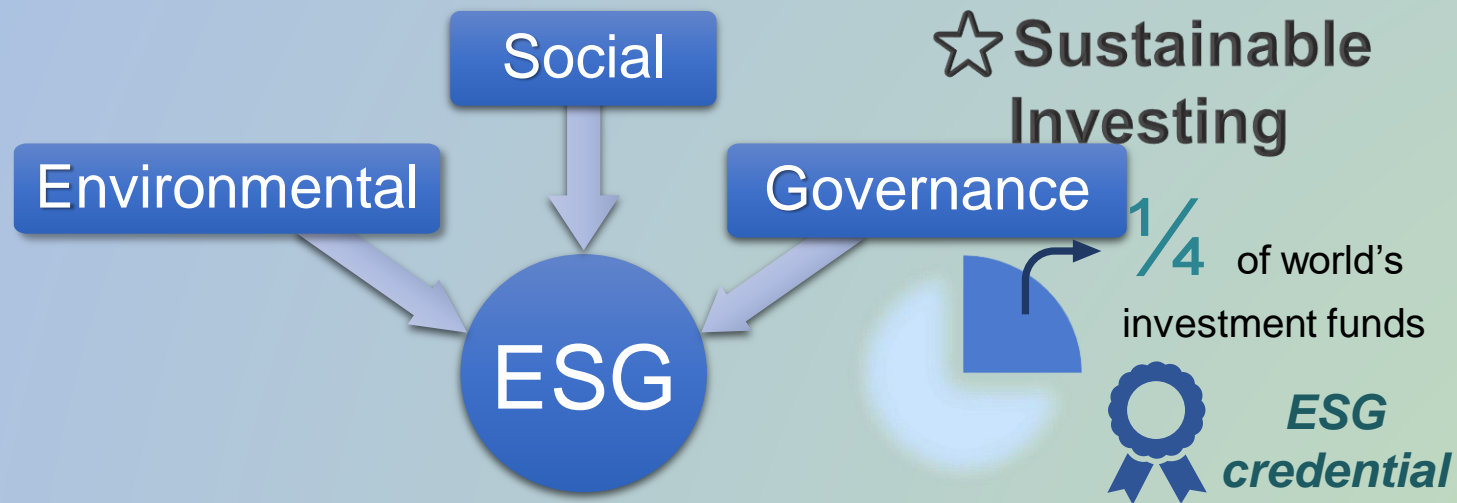 Social
Environmental
Governance
ESG
☆ Sustainable
Investing
¼ of world's
investment funds
ESG
credential